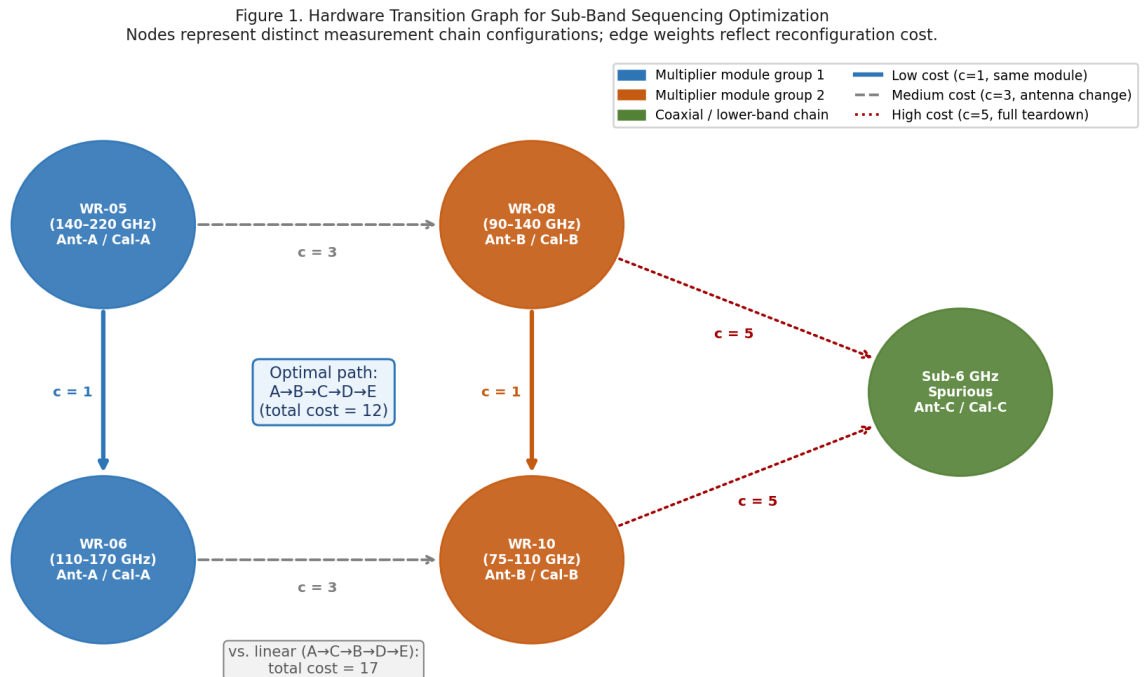 Figure 1. Hardware Transition Graph for Sub-Band Sequencing Optimization
Nodes represent distinct measurement chain configurations; edge weights reflect reconfiguration cost.
Multiplier module group 1
Multiplier module group 2
Coaxial / lower-band chain
Low cost (c=1, same module)
Medium cost (c=3, antenna change)
High cost (c=5, full teardown)
WR-05
(140–220 GHz)
Ant-A / Cal-A
c = 3
WR-08
(90–140 GHz)
Ant-B / Cal-B
c = 5
c = 1
Optimal path:
A→B→C→D→E
(total cost = 12)
c = 1
Sub-6 GHz
Spurious
Ant-C / Cal-C
WR-06
(110–170 GHz)
Ant-A / Cal-A
c = 3
WR-10
(75–110 GHz)
Ant-B / Cal-B
c = 5
vs. linear (A→C→B→D→E):
total cost = 17